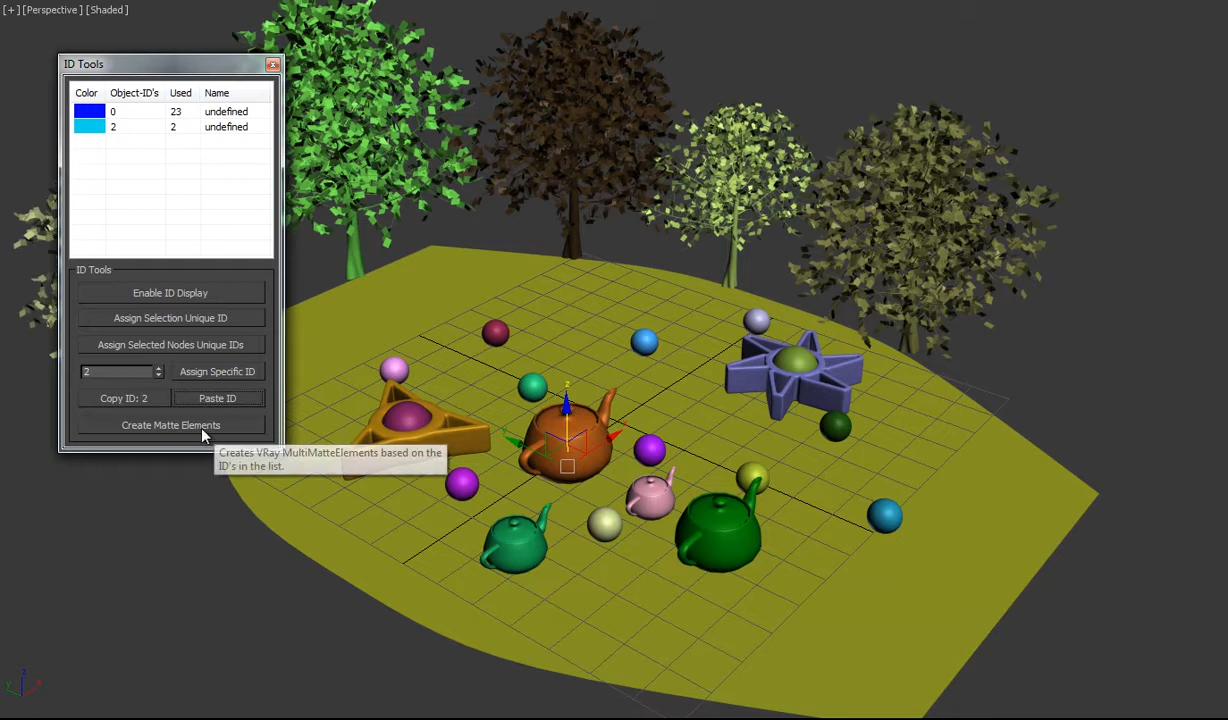 [+] [Perspective] [Shaded]
ID Tools
x
Color Object-ID's Used Name
0 23 undefined
2 2 undefined
ID Tools
Enable ID Display
Assign Selection Unique ID
Assign Selected Nodes Unique IDs
2 Assign Specific ID
Copy ID: 2 Paste ID
Create Matte Elements
Creates VRay MultiMatteElements based on the
ID's in the list.
z
z